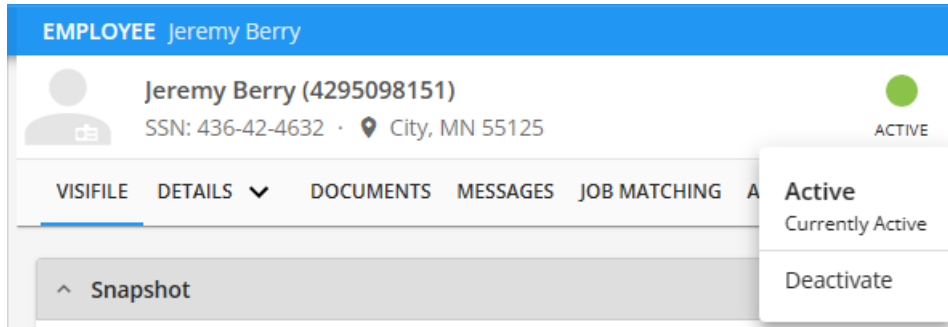 EMPLOYEE Jeremy Berry
Jeremy Berry (4295098151)
SSN: 436-42-4632 · City, MN 55125
ACTIVE
VISIFILE DETAILS DOCUMENTS MESSAGES JOB MATCHING A
Active
Currently Active
Deactivate
Snapshot